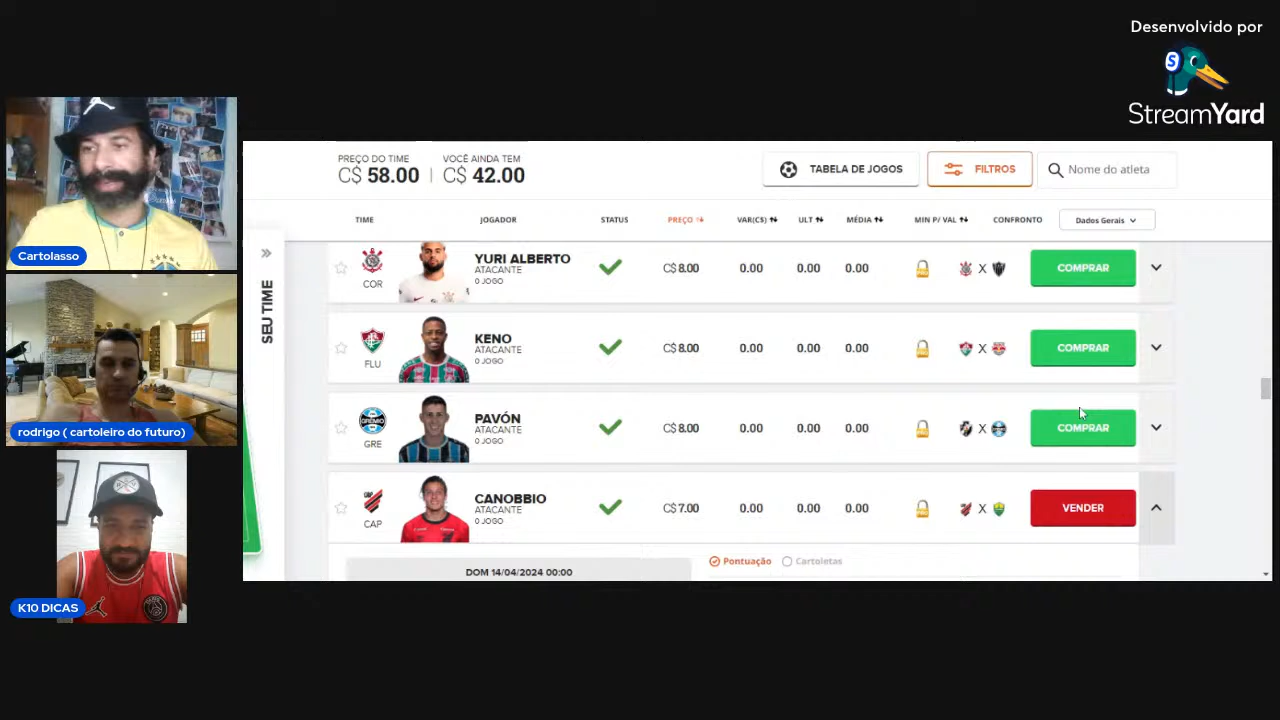 Desenvolvido por
StreamYard
Cartolasso
rodrigo ( cartoleiro do futuro)
K10 DICAS
PREÇO DO TIME
C$ 58.00
VOCÊ AINDA TEM
C$ 42.00
TABELA DE JOGOS
FILTROS
Nome do atleta
TIME JOGADOR STATUS PREÇO VAR(C$) ULT MÉDIA MIN P/ VAL CONFRONTO Dados Gerais
SEU TIME
COR
YURI ALBERTO
ATACANTE
0 JOGO
C$ 8.00 0.00 0.00 0.00 X COMPRAR
FLU
KENO
ATACANTE
0 JOGO
C$ 8.00 0.00 0.00 0.00 X COMPRAR
GRE
PAVÓN
ATACANTE
0 JOGO
C$ 8.00 0.00 0.00 0.00 X COMPRAR
CAP
CANOBBIO
ATACANTE
0 JOGO
C$ 7.00 0.00 0.00 0.00 X VENDER
DOM 14/04/2024 00:00
Pontuação Cartoletas